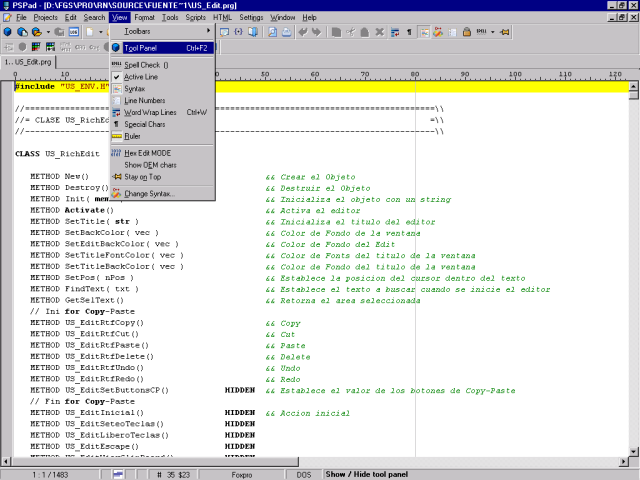 PSPad - [D:\FGS\PRO\RN\SOURCE\FUENTE~1\US_Edit.prg]
File Projects Edit Search View Format Tools Scripts HTML Settings Window Help
1.. US_Edit.prg
Toolbars
Tool Panel Ctrl+F2
Spell Check ()
Active Line
Syntax
Line Numbers
Word Wrap Lines Ctrl+W
Special Chars
Ruler
Hex Edit MODE
Show OEM chars
Stay on Top
Change Syntax...
0 10 50 60 70 80 90 100 110 120
#include "US_ENV.H"
//=====================================\\
//= CLASE US_RichEd =\\
//-------------------------------------\\
CLASS US_RichEdit
METHOD New() && Crear el Objeto
METHOD Destroy() && Destruir el Objeto
METHOD Init( && Inicializa el objeto con un string
METHOD Activate() && Activa el editor
METHOD SetTitle( str ) && Inicializa el titulo del editor
METHOD SetBackColor( vec ) && Color de Fondo de la ventana
METHOD SetEditBackColor( vec ) && Color de Fondo del Edit
METHOD SetTitleFontColor( vec ) && Color de Fonts del titulo de la ventana
METHOD SetTitleBackColor( vec ) && Color de Fondo del titulo de la ventana
METHOD SetPos( nPos ) && Establece la posicion del cursor dentro del texto
METHOD FindText( txt ) && Establece el texto a buscar cuando se inicie el editor
METHOD GetSelText() && Retorna el area seleccionada
// Ini for Copy-Paste
METHOD US_EditRtfCopy() && Copy
METHOD US_EditRtfCut() && Cut
METHOD US_EditRtfPaste() && Paste
METHOD US_EditRtfDelete() && Delete
METHOD US_EditRtfUndo() && Undo
METHOD US_EditRtfRedo() && Redo
METHOD US_EditSetButtonsCP() HIDDEN && Establece el valor de los botones de Copy-Paste
// Fin for Copy-Paste
METHOD US_EditInicial() HIDDEN && Accion inicial
METHOD US_EditSeteoTeclas() HIDDEN
METHOD US_EditLiberoTeclas() HIDDEN
METHOD US_EditEscape() HIDDEN
1 : 1 / 1483 # 35 $23 Foxpro DOS Show / Hide tool panel